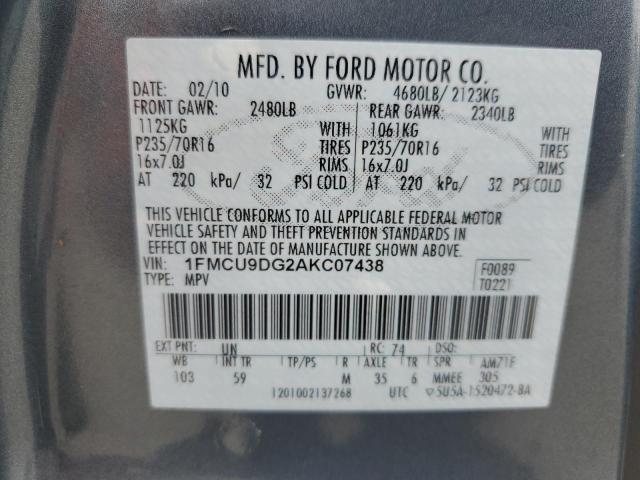 MFD. BY FORD MOTOR CO.
DATE: 02/10 GVWR: 4680LB/ 2123KG
FRONT GAWR: 2480LB REAR GAWR: 2340LB
1125KG WITH 1061KG WITH
P235/70R16 TIRES P235/70R16 TIRES
16x7.0J RIMS 16x7.0J RIMS
AT 220 kPa/ 32 PSI COLD AT 220 kPa/ 32 PSI COLD
Ford
THIS VEHICLE CONFORMS TO ALL APPLICABLE FEDERAL MOTOR
VEHICLE SAFETY AND THEFT PREVENTION STANDARDS IN
EFFECT ON THE DATE OF MANUFACTURE SHOWN ABOVE.
VIN: 1FMCU9DG2AKC07438 F0089
TYPE: MPV T0221
EXT PNT: UN RC: 74 DSO:
WB INT TR TP/PS R AXLE TR SPR AM71F
103 59 M 35 6 MMEE 305
1201002137268 UTC ▽5U5A-1520472-BA